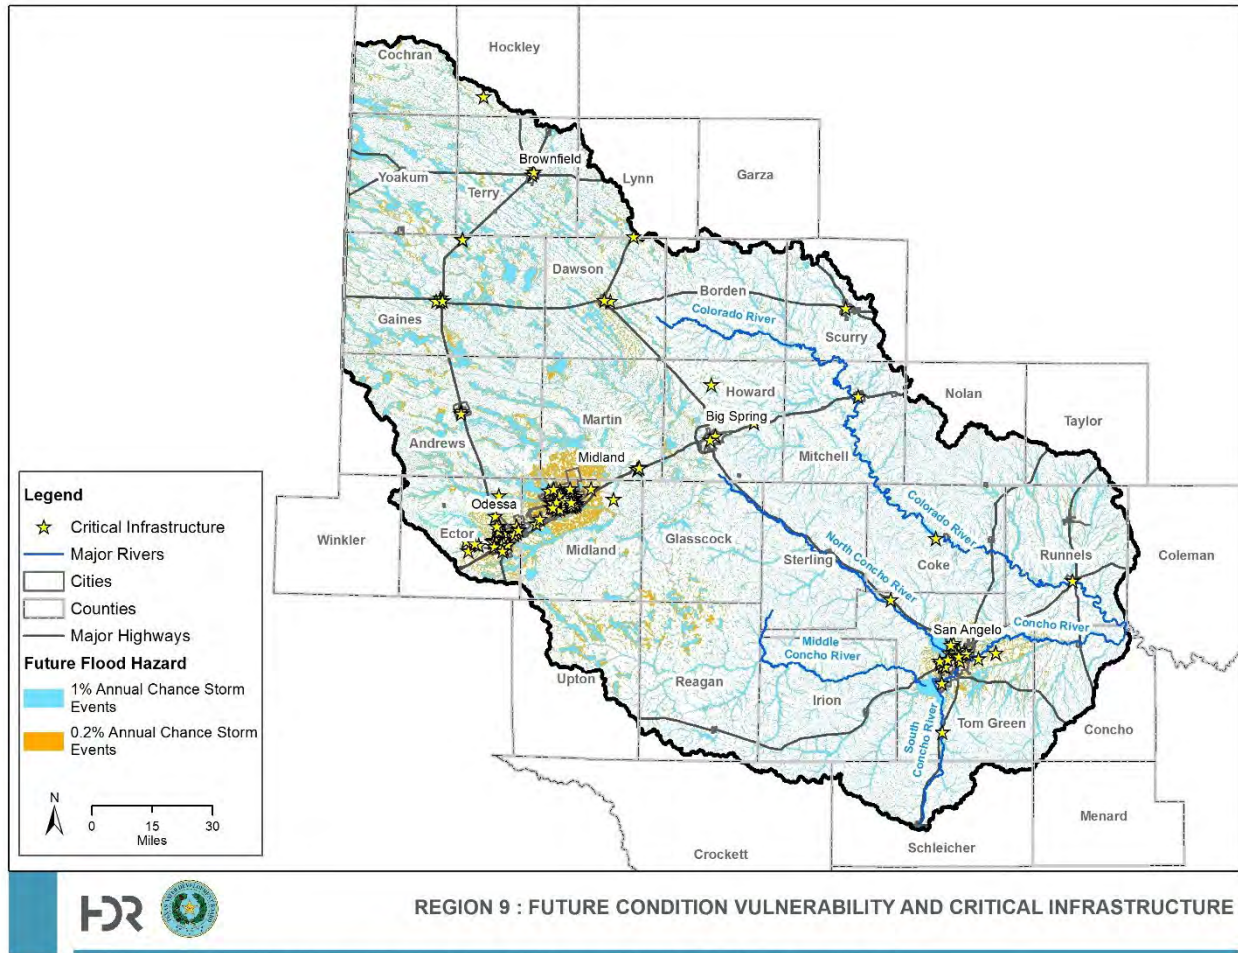 Hockley
Cochran
Brownfield
Yoakum
Terry
Lynn
Garza
Dawson
Borden
Colorado River
Gaines
Scurry
Howard
Nolan
Martin
Big Spring
Taylor
Andrews
Midland
Mitchell
Odessa
Colorado River
Winkler
Ector
Midland
Glasscock
North Concho River
Sterling
Coke
Runnels
Coleman
San Angelo
Concho River
Middle
Concho River
Upton
Reagan
Irion
South
Concho River
Tom Green
Concho
Menard
Schleicher
Crockett
Legend
Critical Infrastructure
Major Rivers
Cities
Counties
Major Highways
Future Flood Hazard
1% Annual Chance Storm
Events
0.2% Annual Chance Storm
Events
N
0 15 30
Miles
HDR
REGION 9 : FUTURE CONDITION VULNERABILITY AND CRITICAL INFRASTRUCTURE